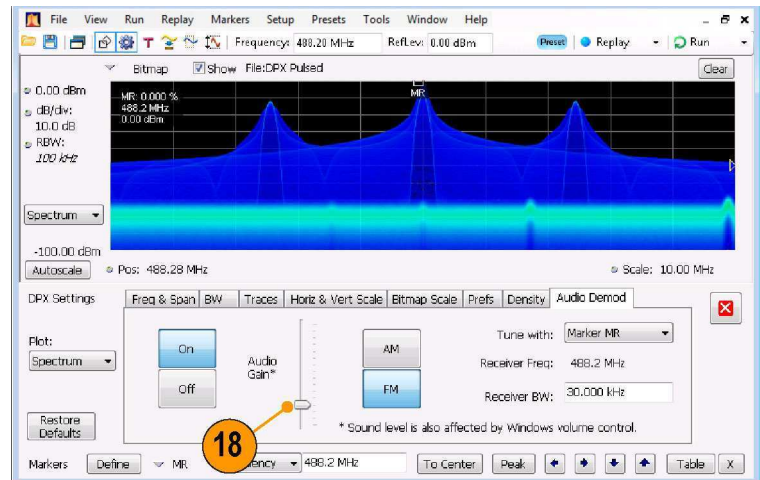 File View Run Replay Markers Setup Presets Tools Window Help
Frequency: 488.20 MHz RefLev: 0.00 dBm Preset Replay Run
Bitmap Show File:DPX Pulsed Clear
0.00 dBm
dB/div:
10.0 dB
RBW:
100 kHz
MR: 0.000 %
488.2 MHz
0.00 dBm
MR
Spectrum
-100.00 dBm
Autoscale Pos: 488.28 MHz Scale: 10.00 MHz
DPX Settings Freq & Span BW Traces Horiz & Vert Scale Bitmap Scale Prefs Density Audio Demod
Plot:
Spectrum
Restore
Defaults
On
Off
Audio
Gain*
AM
FM
Tune with: Marker MR
Receiver Freq: 488.2 MHz
Receiver BW: 30.000 kHz
* Sound level is also affected by Windows volume control.
18
Markers Define MR 488.2 MHz To Center Peak Table X